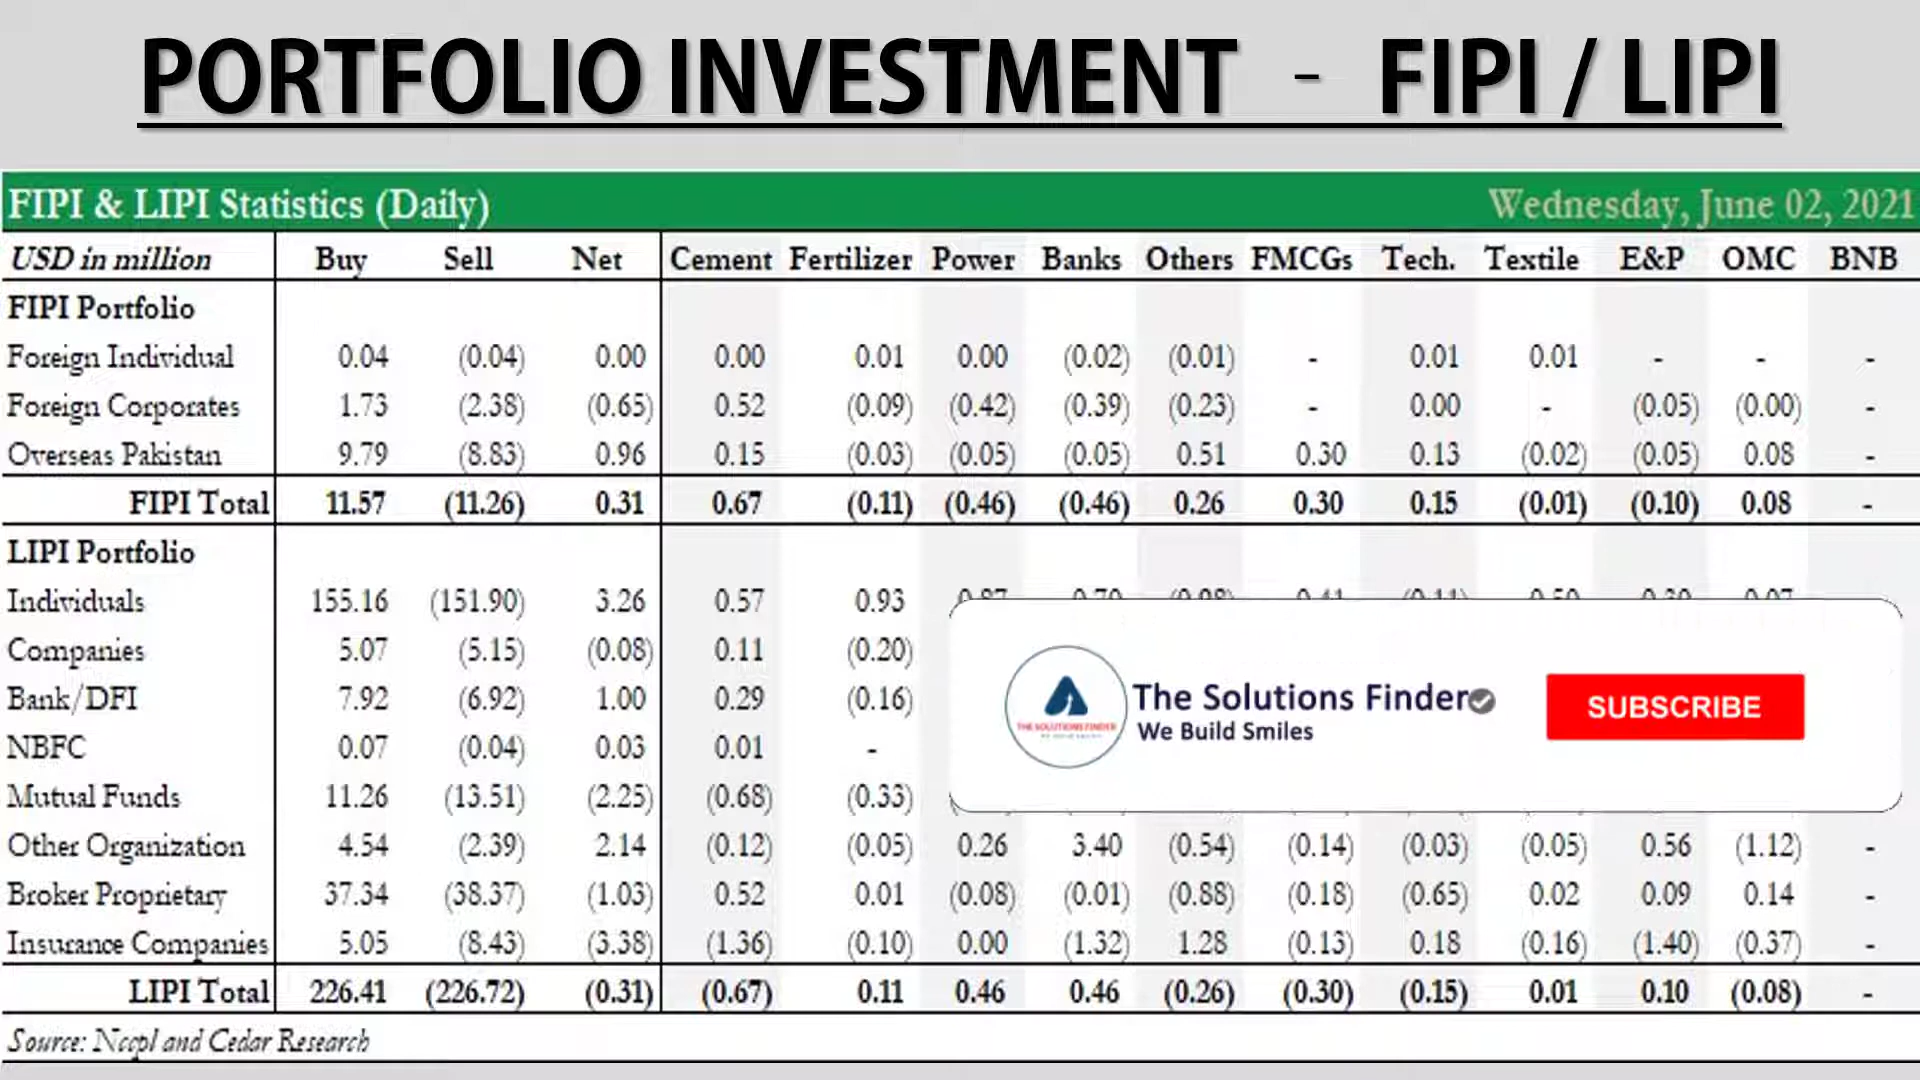 PORTFOLIO INVESTMENT - FIPI / LIPI
FIPI & LIPI Statistics (Daily) Wednesday, June 02, 2021
USD in million Buy Sell Net Cement Fertilizer Power Banks Others FMCGs Tech. Textile E&P OMC BNB
FIPI Portfolio
Foreign Individual 0.04 (0.04) 0.00 0.00 0.01 0.00 (0.02) (0.01) - 0.01 0.01 - - -
Foreign Corporates 1.73 (2.38) (0.65) 0.52 (0.09) (0.42) (0.39) (0.23) - 0.00 - (0.05) (0.00) -
Overseas Pakistan 9.79 (8.83) 0.96 0.15 (0.03) (0.05) (0.05) 0.51 0.30 0.13 (0.02) (0.05) 0.08 -
FIPI Total 11.57 (11.26) 0.31 0.67 (0.11) (0.46) (0.46) 0.26 0.30 0.15 (0.01) (0.10) 0.08 -
LIPI Portfolio
Individuals 155.16 (151.90) 3.26 0.57 0.93
Companies 5.07 (5.15) (0.08) 0.11 (0.20)
Bank/DFI 7.92 (6.92) 1.00 0.29 (0.16)
NBFC 0.07 (0.04) 0.03 0.01 -
Mutual Funds 11.26 (13.51) (2.25) (0.68) (0.33)
THE SOLUTIONS FINDER
The Solutions Finder
We Build Smiles
SUBSCRIBE
Other Organization 4.54 (2.39) 2.14 (0.12) (0.05) 0.26 3.40 (0.54) (0.14) (0.03) (0.05) 0.56 (1.12) -
Broker Proprietary 37.34 (38.37) (1.03) 0.52 0.01 (0.08) (0.01) (0.88) (0.18) (0.65) 0.02 0.09 0.14 -
Insurance Companies 5.05 (8.43) (3.38) (1.36) (0.10) 0.00 (1.32) 1.28 (0.13) 0.18 (0.16) (1.40) (0.37) -
LIPI Total 226.41 (226.72) (0.31) (0.67) 0.11 0.46 0.46 (0.26) (0.30) (0.15) 0.01 0.10 (0.08) -
Source: Nccpl and Cedar Research